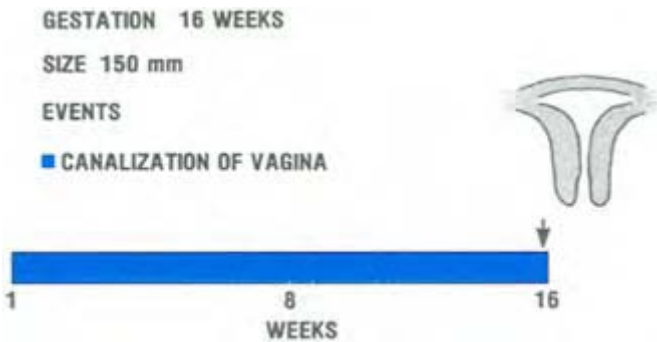 GESTATION 16 WEEKS
SIZE 150 mm
EVENTS
CANALIZATION OF VAGINA
1 8 16
WEEKS